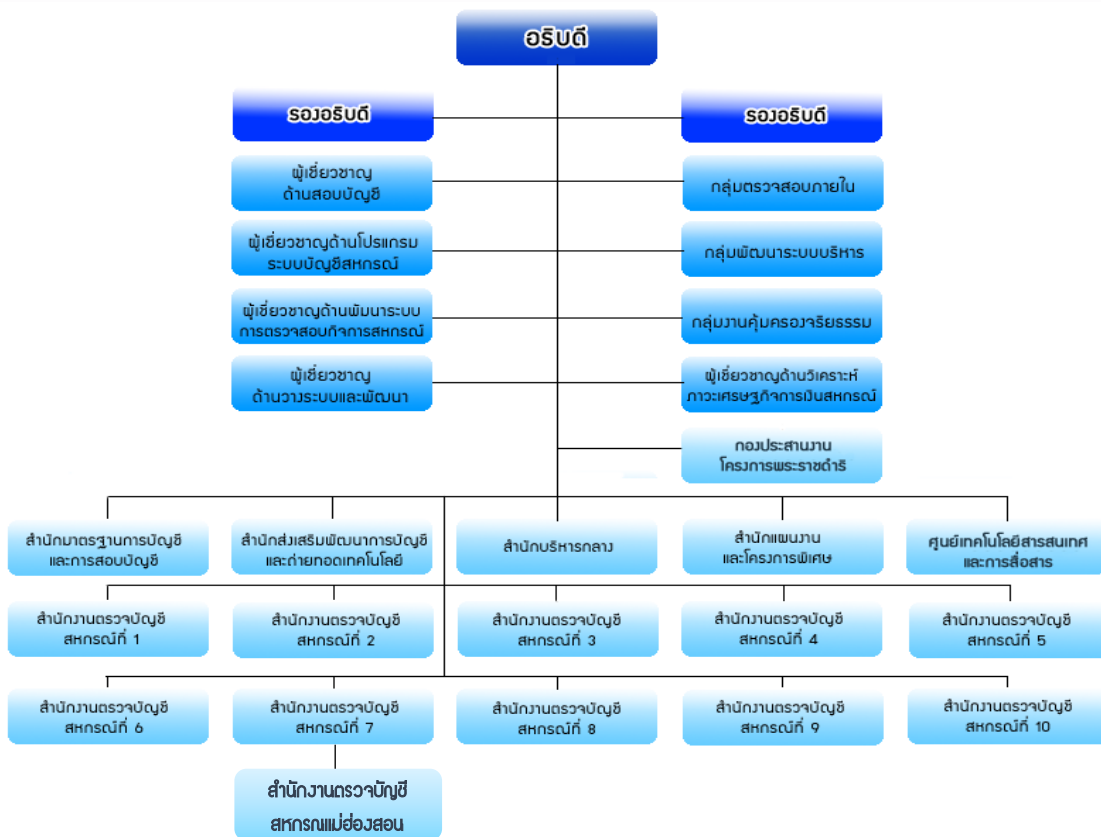 อธิบดี
รองอธิบดี
รองอธิบดี
ผู้เชี่ยวชาญ
ด้านสอบบัญชี
กลุ่มตรวจสอบภายใน
ผู้เชี่ยวชาญด้านโปรแกรม
ระบบบัญชีสหกรณ์
กลุ่มพัฒนาระบบบริหาร
ผู้เชี่ยวชาญด้านพัฒนาระบบ
การตรวจสอบกิจการสหกรณ์
กลุ่มงานคุ้มครองจริยธรรม
ผู้เชี่ยวชาญ
ด้านวางระบบและพัฒนา
ผู้เชี่ยวชาญด้านวิเคราะห์
ภาวะเศรษฐกิจการเงินสหกรณ์
กองประสานงาน
โครงการพระราชดำริ
สำนักมาตรฐานการบัญชี
และการสอบบัญชี
สำนักส่งเสริมพัฒนาการบัญชี
และถ่ายทอดเทคโนโลยี
สำนักบริหารกลาง
สำนักแผนงาน
และโครงการพิเศษ
ศูนย์เทคโนโลยีสารสนเทศ
และการสื่อสาร
สำนักงานตรวจบัญชี
สหกรณ์ที่ 1
สำนักงานตรวจบัญชี
สหกรณ์ที่ 2
สำนักงานตรวจบัญชี
สหกรณ์ที่ 3
สำนักงานตรวจบัญชี
สหกรณ์ที่ 4
สำนักงานตรวจบัญชี
สหกรณ์ที่ 5
สำนักงานตรวจบัญชี
สหกรณ์ที่ 6
สำนักงานตรวจบัญชี
สหกรณ์ที่ 7
สำนักงานตรวจบัญชี
สหกรณ์ที่ 8
สำนักงานตรวจบัญชี
สหกรณ์ที่ 9
สำนักงานตรวจบัญชี
สหกรณ์ที่ 10
สำนักงานตรวจบัญชี
สหกรณแม่ฮ่องสอน